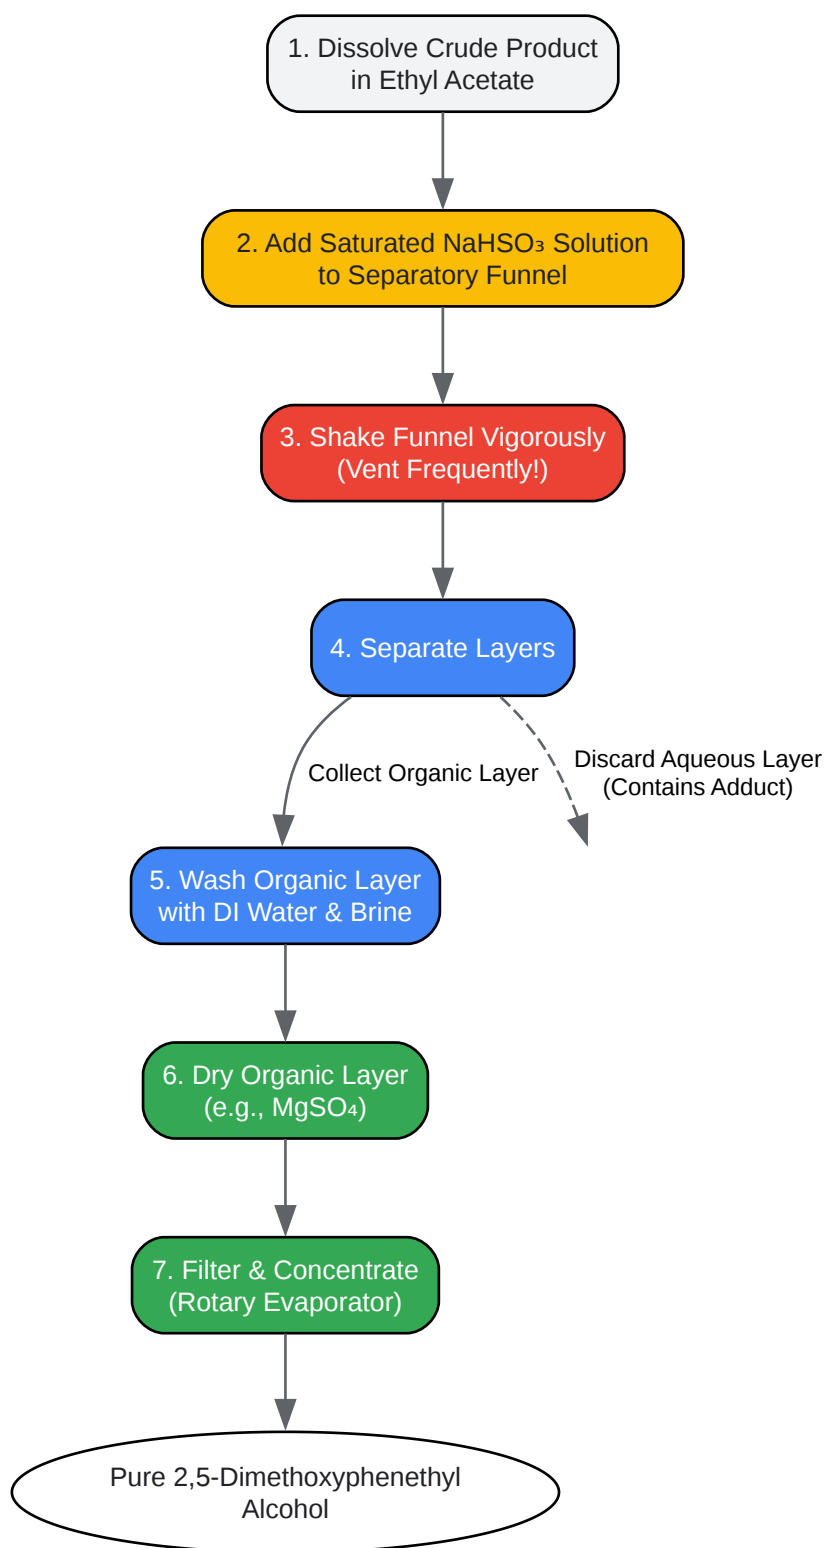 1. Dissolve Crude Product
in Ethyl Acetate
2. Add Saturated NaHSO₃ Solution
to Separatory Funnel
3. Shake Funnel Vigorously
(Vent Frequently!)
4. Separate Layers
Collect Organic Layer
Discard Aqueous Layer
(Contains Adduct)
5. Wash Organic Layer
with DI Water & Brine
6. Dry Organic Layer
(e.g., MgSO₄)
7. Filter & Concentrate
(Rotary Evaporator)
Pure 2,5-Dimethoxyphenethyl
Alcohol